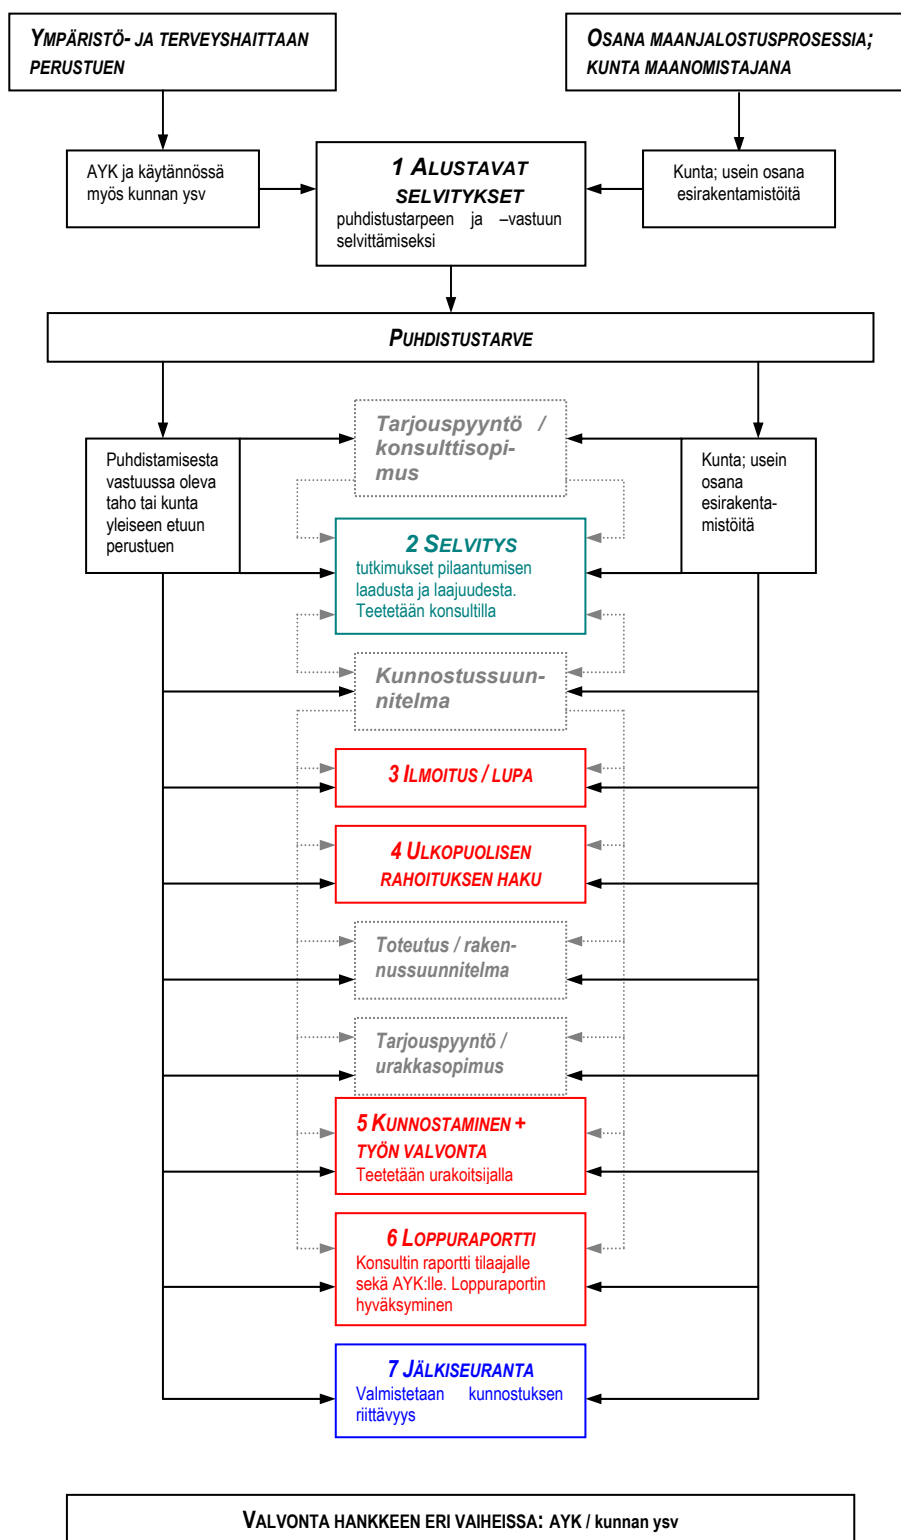 YMPÄRISTÖ- JA TERVEYSHAITTAAN
PERUSTUEN
OSANA MAANJALOSTUSPROSESSIA;
KUNTA MAANOMISTAJANA
AYK ja käytännössä
myös kunnan ysv
1 ALUSTAVAT
SELVITYKSET
puhdistustarpeen ja –vastuun
selvittämiseksi
Kunta; usein osana
esirakentamistöitä
PUHDISTUSTARVE
Puhdistamisesta
vastuussa oleva
taho tai kunta
yleiseen etuun
perustuen
Tarjouspyyntö /
konsulttisopi-
mus
Kunta; usein
osana
esirakenta-
mistöitä
2 SELVITYS
tutkimukset pilaantumisen
laadusta ja laajuudesta.
Teetetään konsultilla
Kunnostussuun-
nitelma
3 ILMOITUS / LUPA
4 ULKOPUOLISEN
RAHOITUKSEN HAKU
Toteutus / raken-
nussuunnitelma
Tarjouspyyntö /
urakkasopimus
5 KUNNOSTAMINEN +
TYÖN VALVONTA
Teetetään urakoitsijalla
6 LOPPURAPORTTI
Konsultin raportti tilaajalle
sekä AYK:lle. Loppuraportin
hyväksyminen
7 JÄLKISEURANTA
Valmistetaan kunnostuksen
riittävyys
VALVONTA HANKKEEN ERI VAIHEISSA: AYK / kunnan ysv